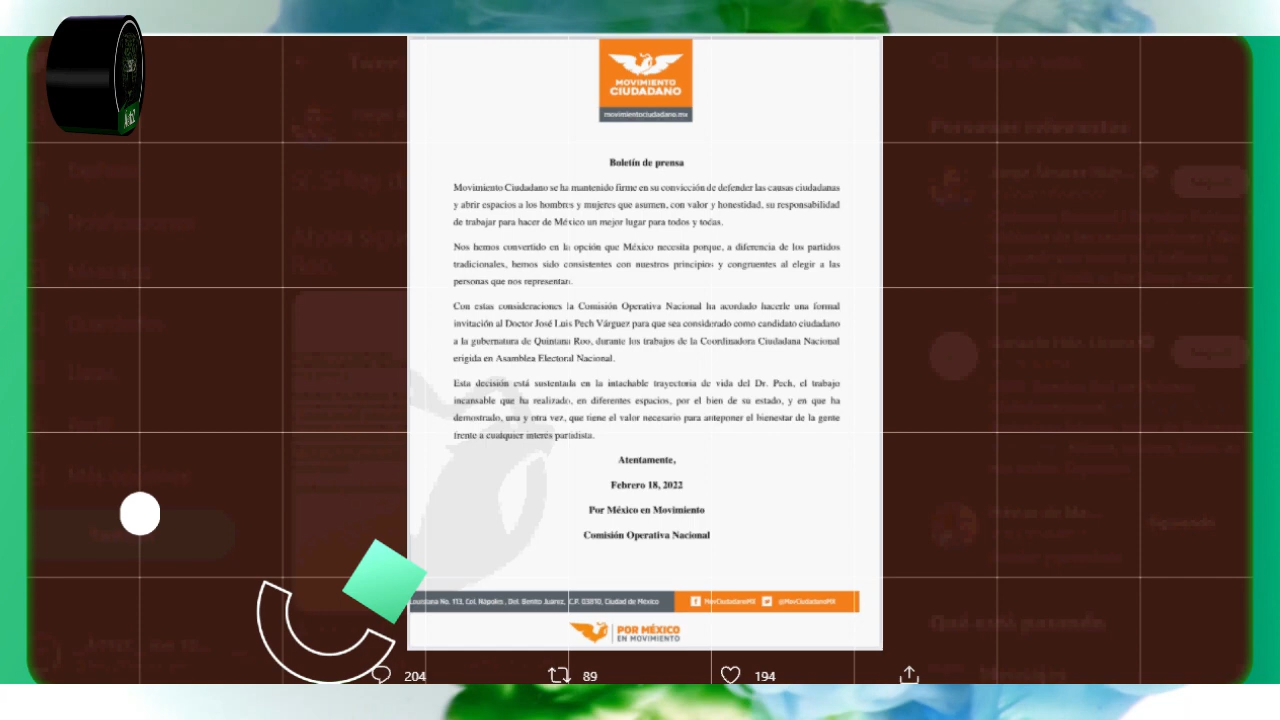 MOVIMIENTO
CIUDADANO
movimientociudadano.mx
Boletín de prensa
Movimiento Ciudadano se ha mantenido firme en su convicción de defender las causas ciudadanas
y abrir espacios a los hombres y mujeres que asumen, con valor y honestidad, su responsabilidad
de trabajar para hacer de México un mejor lugar para todos y todas.
Nos hemos convertido en la opción que México necesita porque, a diferencia de los partidos
tradicionales, hemos sido consistentes con nuestros principios y congruentes al elegir a las
personas que nos representan.
Con estas consideraciones la Comisión Operativa Nacional ha acordado hacerle una formal
invitación al Doctor José Luis Pech Várguez para que sea considerado como candidato ciudadano
a la gubernatura de Quintana Roo, durante los trabajos de la Coordinadora Ciudadana Nacional
erigida en Asamblea Electoral Nacional.
Esta decisión está sustentada en la intachable trayectoria de vida del Dr. Pech, el trabajo
incansable que ha realizado, en diferentes espacios, por el bien de su estado, y en que ha
demostrado, una y otra vez, que tiene el valor necesario para anteponer el bienestar de la gente
frente a cualquier interés partidista.
Atentamente,
Febrero 18, 2022
Por México en Movimiento
Comisión Operativa Nacional
Louisiana No. 113, Col. Nápoles, Del. Benito Juárez, C.P. 03810, Ciudad de México
MovCiudadanoMX @MovCiudadanoMX
POR MÉXICO
EN MOVIMIENTO
204 89 194